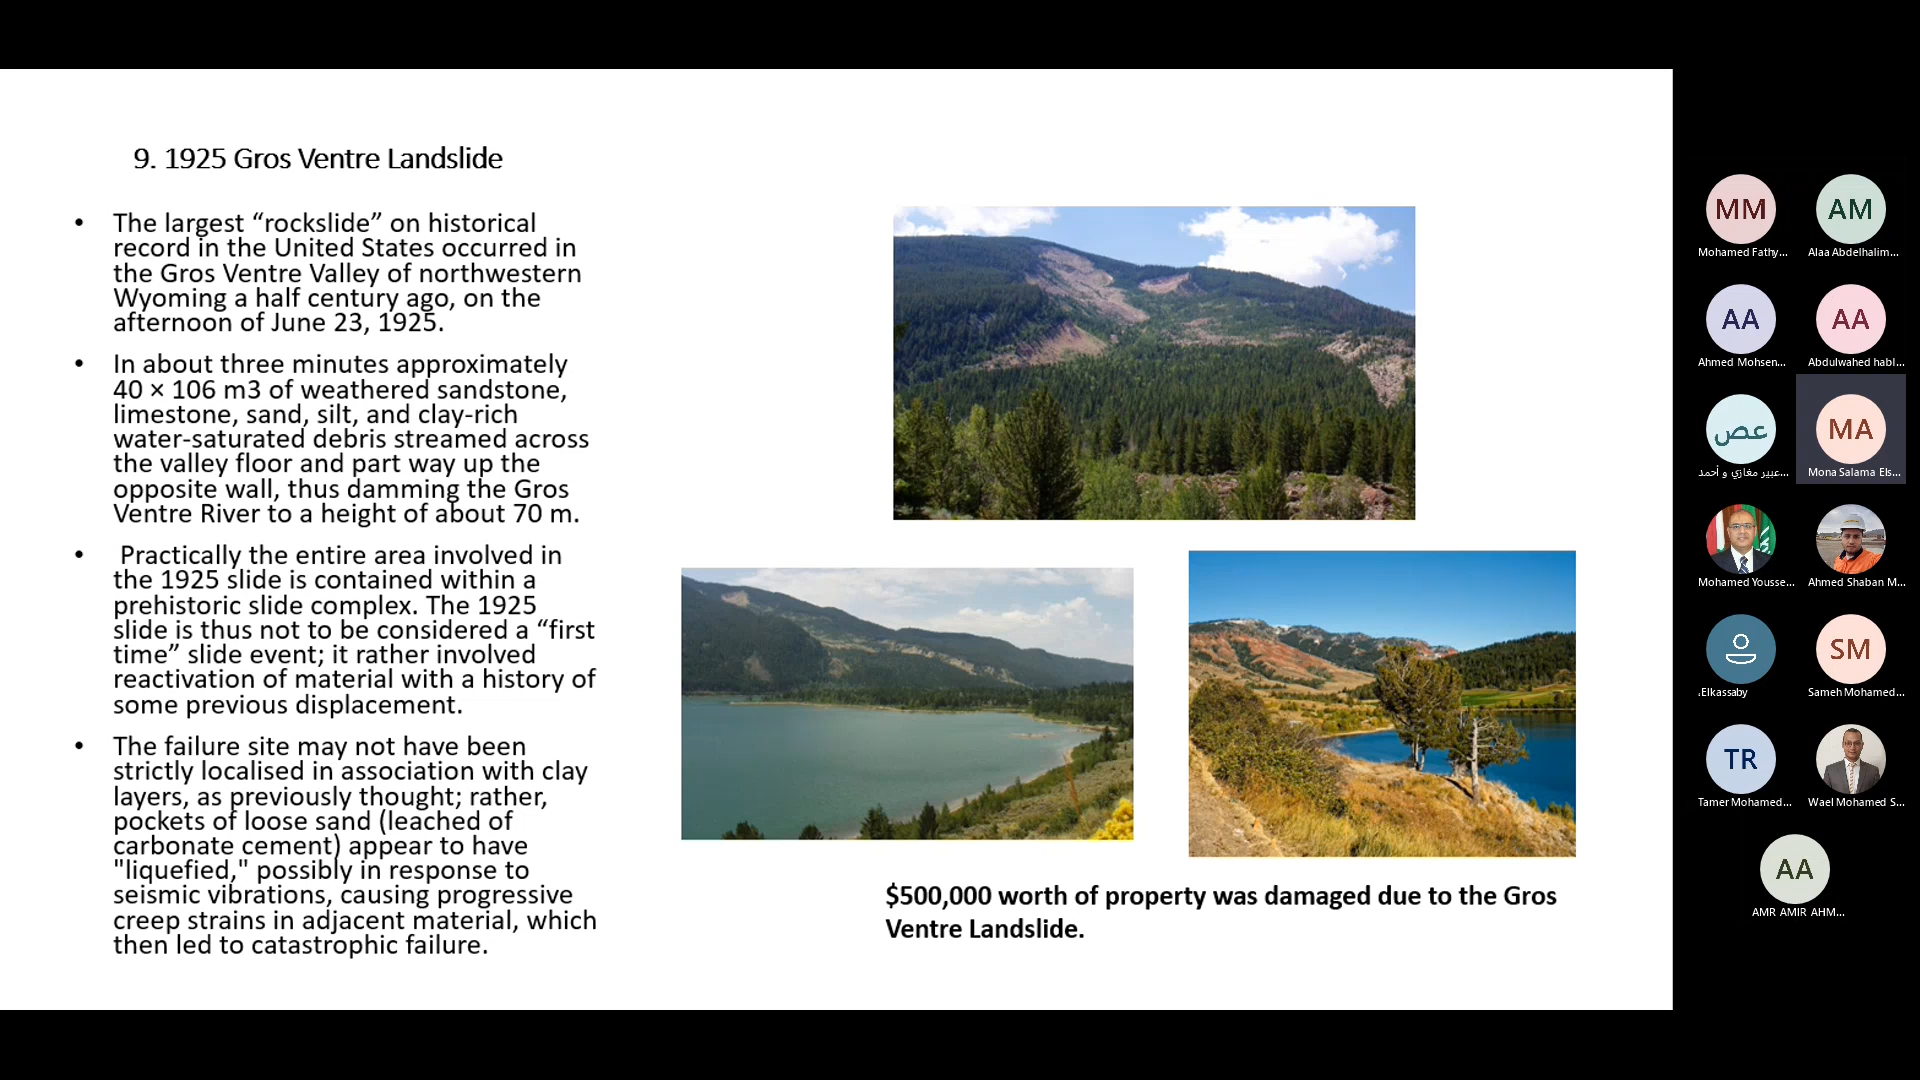 9. 1925 Gros Ventre Landslide
• The largest “rockslide” on historical
record in the United States occurred in
the Gros Ventre Valley of northwestern
Wyoming a half century ago, on the
afternoon of June 23, 1925.
• In about three minutes approximately
40 × 106 m3 of weathered sandstone,
limestone, sand, silt, and clay-rich
water-saturated debris streamed across
the valley floor and part way up the
opposite wall, thus damming the Gros
Ventre River to a height of about 70 m.
• Practically the entire area involved in
the 1925 slide is contained within a
prehistoric slide complex. The 1925
slide is thus not to be considered a “first
time” slide event; it rather involved
reactivation of material with a history of
some previous displacement.
• The failure site may not have been
strictly localised in association with clay
layers, as previously thought; rather,
pockets of loose sand (leached of
carbonate cement) appear to have
"liquefied," possibly in response to
seismic vibrations, causing progressive
creep strains in adjacent material, which
then led to catastrophic failure.
$500,000 worth of property was damaged due to the Gros
Ventre Landslide.
MM
Mohamed Fathy...
AM
Alaa Abdelhalim...
AA
Ahmed Mohsen...
AA
Abdulwahed habl...
عص
عبير مغازي و أحمد...
MA
Mona Salama Els...
Mohamed Yousse...
Ahmed Shaban M...
.Elkassaby
SM
Sameh Mohamed...
TR
Tamer Mohamed...
Wael Mohamed S...
AA
AMR AMIR AHM...